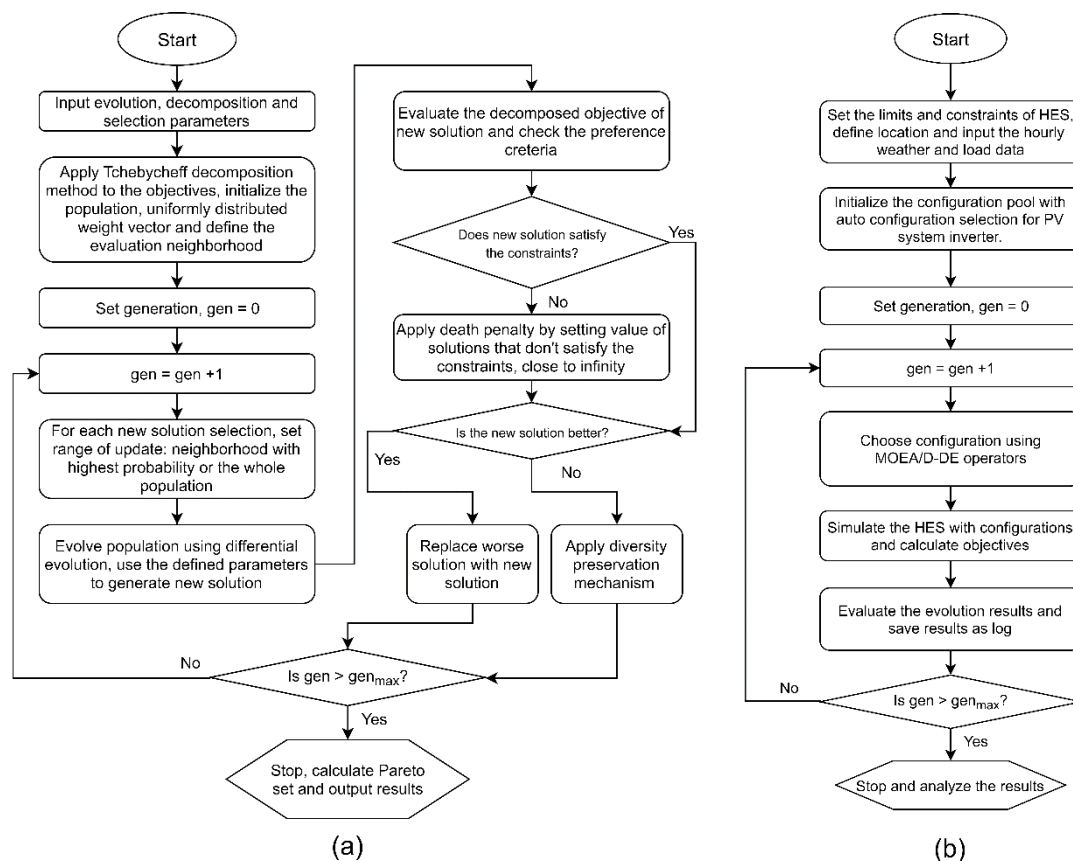 Start
Input evolution, decomposition and
selection parameters
Apply Tchebycheff decomposition
method to the objectives, initialize the
population, uniformly distributed
weight vector and define the
evaluation neighborhood
Set generation, gen = 0
gen = gen +1
For each new solution selection, set
range of update: neighborhood with
highest probability or the whole
population
Evolve population using differential
evolution, use the defined parameters
to generate new solution
Evaluate the decomposed objective of
new solution and check the preference
creteria
Does new solution satisfy
the constraints?
Yes
No
Apply death penalty by setting value of
solutions that don't satisfy the
constraints, close to infinity
Is the new solution better?
Yes
No
Replace worse
solution with new
solution
Apply diversity
preservation
mechanism
Is gen > genmax?
No
Yes
Stop, calculate Pareto
set and output results
(a)
Start
Set the limits and constraints of HES,
define location and input the hourly
weather and load data
Initialize the configuration pool with
auto configuration selection for PV
system inverter.
Set generation, gen = 0
gen = gen +1
Choose configuration using
MOEA/D-DE operators
Simulate the HES with configurations
and calculate objectives
Evaluate the evolution results and
save results as log
Is gen > genmax?
No
Yes
Stop and analyze the results
(b)